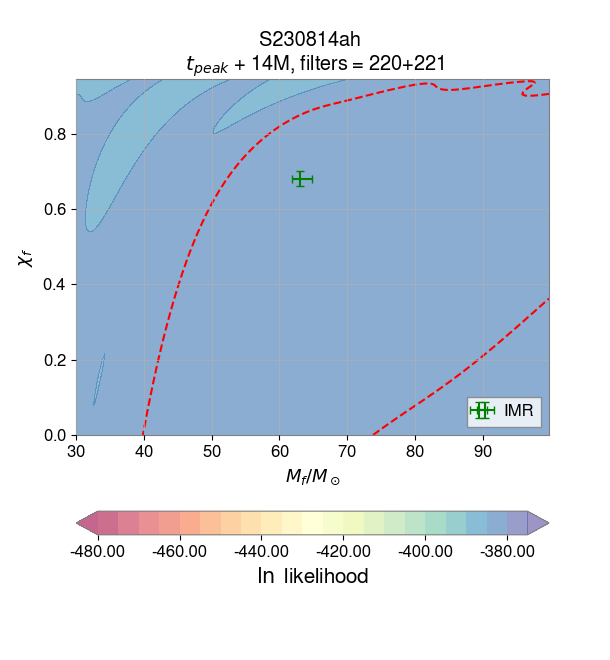 S230814ah
t_peak + 14M, filters = 220+221
χ_f
0.8
0.6
0.4
0.2
0.0
30 40 50 60 70 80 90
IMR
M_f/M_⊙
-480.00 -460.00 -440.00 -420.00 -400.00 -380.00
ln likelihood